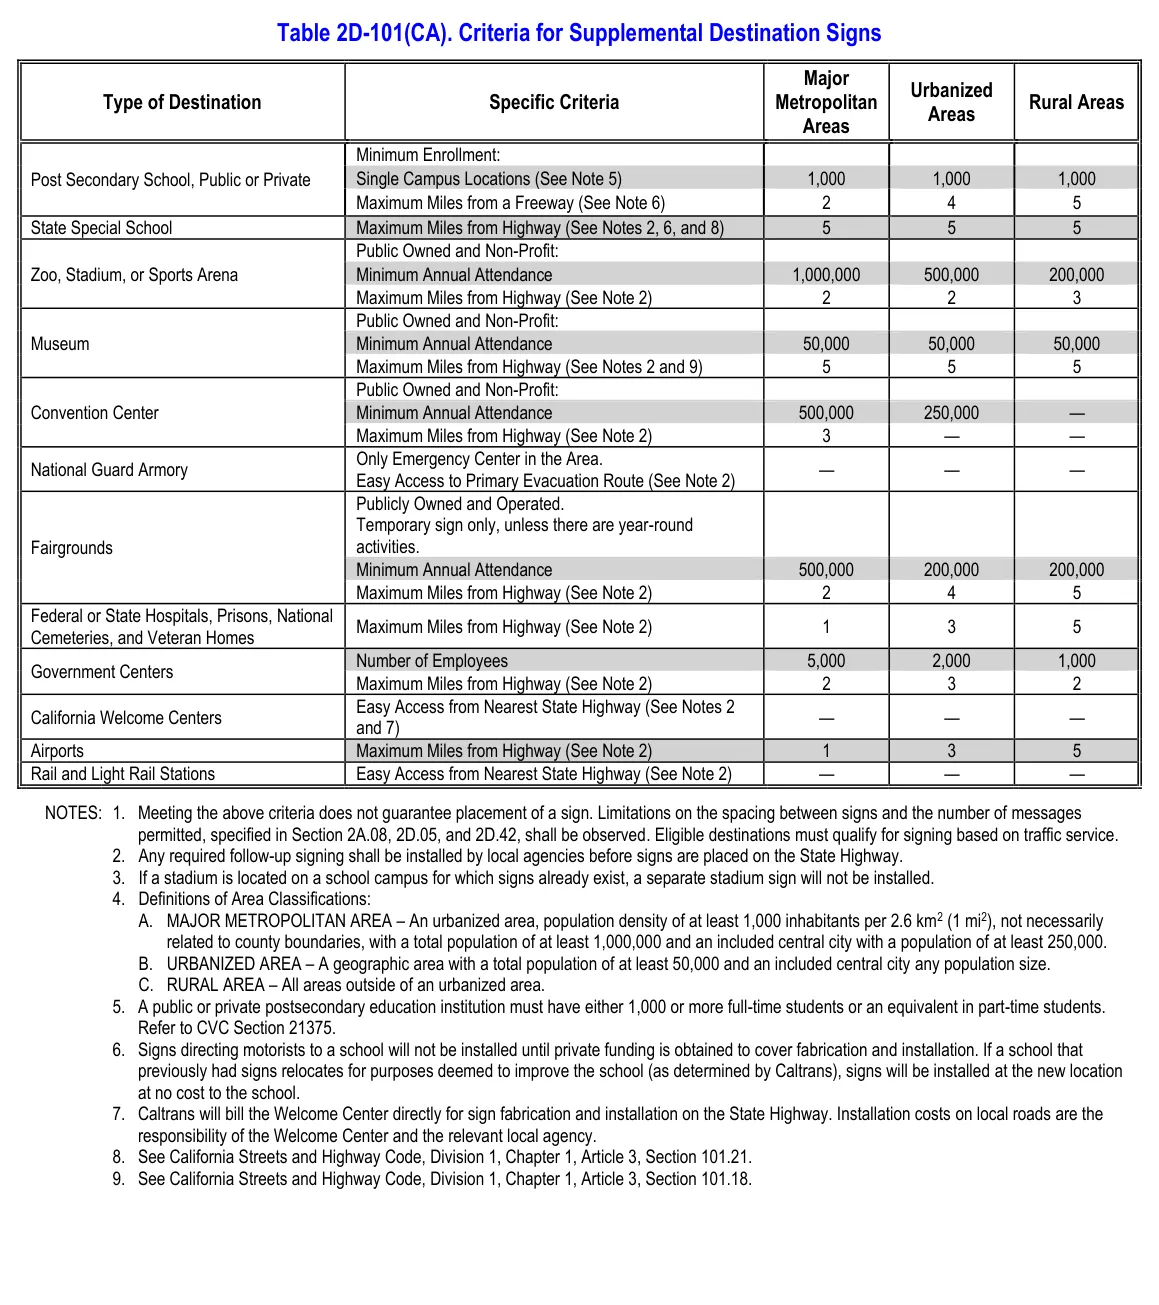 Table 2D-101(CA). Criteria for Supplemental Destination Signs
Type of Destination Specific Criteria Major Metropolitan Areas Urbanized Areas Rural Areas
Post Secondary School, Public or Private
Minimum Enrollment:
Single Campus Locations (See Note 5) 1,000 1,000 1,000
Maximum Miles from a Freeway (See Note 6) 2 4 5
State Special School Maximum Miles from Highway (See Notes 2, 6, and 8) 5 5 5
Zoo, Stadium, or Sports Arena
Public Owned and Non-Profit:
Minimum Annual Attendance 1,000,000 500,000 200,000
Maximum Miles from Highway (See Note 2) 2 2 3
Museum
Public Owned and Non-Profit:
Minimum Annual Attendance 50,000 50,000 50,000
Maximum Miles from Highway (See Notes 2 and 9) 5 5 5
Convention Center
Public Owned and Non-Profit:
Minimum Annual Attendance 500,000 250,000 —
Maximum Miles from Highway (See Note 2) 3 — —
National Guard Armory
Only Emergency Center in the Area.
Easy Access to Primary Evacuation Route (See Note 2) — — —
Fairgrounds
Publicly Owned and Operated.
Temporary sign only, unless there are year-round
activities.
Minimum Annual Attendance 500,000 200,000 200,000
Maximum Miles from Highway (See Note 2) 2 4 5
Federal or State Hospitals, Prisons, National
Cemeteries, and Veteran Homes
Maximum Miles from Highway (See Note 2) 1 3 5
Government Centers
Number of Employees 5,000 2,000 1,000
Maximum Miles from Highway (See Note 2) 2 3 2
California Welcome Centers
Easy Access from Nearest State Highway (See Notes 2
and 7) — — —
Airports Maximum Miles from Highway (See Note 2) 1 3 5
Rail and Light Rail Stations Easy Access from Nearest State Highway (See Note 2) — — —
NOTES: 1. Meeting the above criteria does not guarantee placement of a sign. Limitations on the spacing between signs and the number of messages
permitted, specified in Section 2A.08, 2D.05, and 2D.42, shall be observed. Eligible destinations must qualify for signing based on traffic service.
2. Any required follow-up signing shall be installed by local agencies before signs are placed on the State Highway.
3. If a stadium is located on a school campus for which signs already exist, a separate stadium sign will not be installed.
4. Definitions of Area Classifications:
A. MAJOR METROPOLITAN AREA – An urbanized area, population density of at least 1,000 inhabitants per 2.6 km2 (1 mi2), not necessarily
related to county boundaries, with a total population of at least 1,000,000 and an included central city with a population of at least 250,000.
B. URBANIZED AREA – A geographic area with a total population of at least 50,000 and an included central city any population size.
C. RURAL AREA – All areas outside of an urbanized area.
5. A public or private postsecondary education institution must have either 1,000 or more full-time students or an equivalent in part-time students.
Refer to CVC Section 21375.
6. Signs directing motorists to a school will not be installed until private funding is obtained to cover fabrication and installation. If a school that
previously had signs relocates for purposes deemed to improve the school (as determined by Caltrans), signs will be installed at the new location
at no cost to the school.
7. Caltrans will bill the Welcome Center directly for sign fabrication and installation on the State Highway. Installation costs on local roads are the
responsibility of the Welcome Center and the relevant local agency.
8. See California Streets and Highway Code, Division 1, Chapter 1, Article 3, Section 101.21.
9. See California Streets and Highway Code, Division 1, Chapter 1, Article 3, Section 101.18.